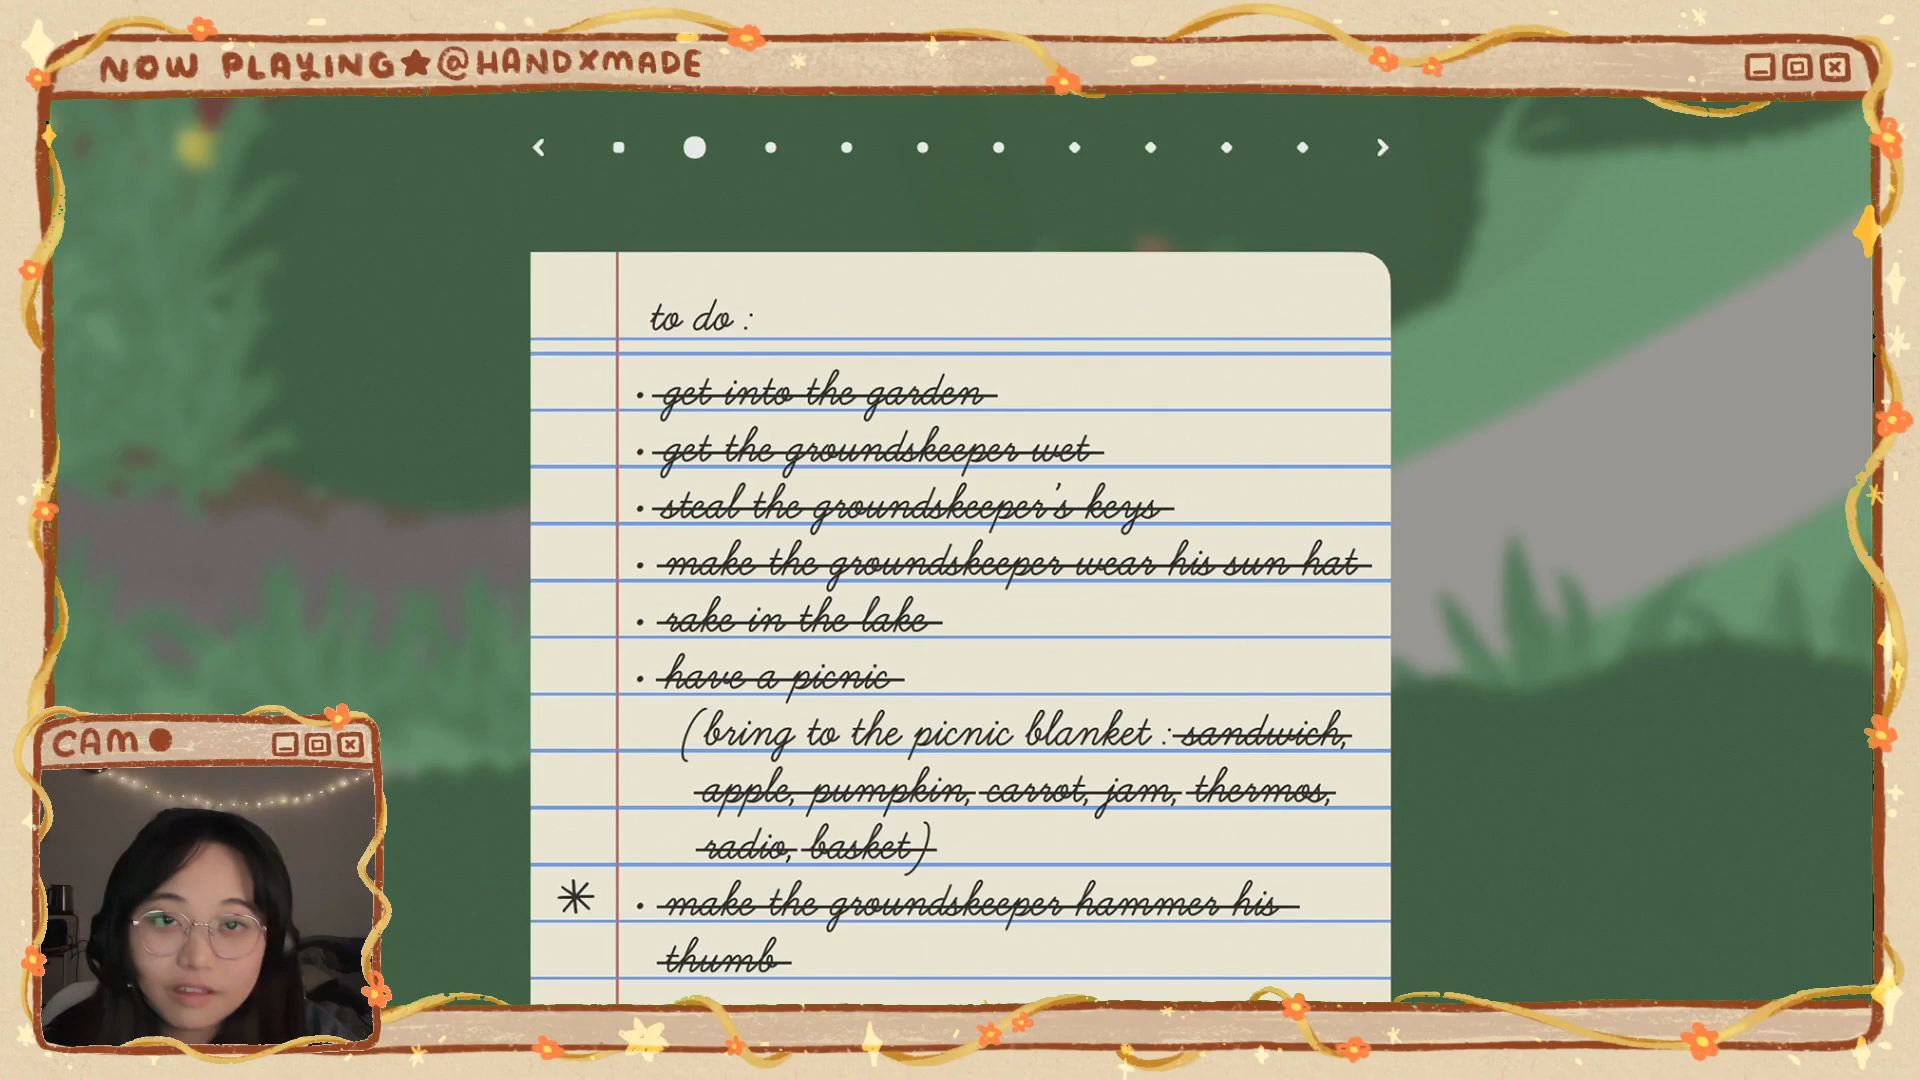 NOW PLAYING★@HANDXMADE
to do :
• get into the garden
• get the groundskeeper wet
• steal the groundskeeper's keys
• make the groundskeeper wear his sun hat
• rake in the lake
• have a picnic
(bring to the picnic blanket : sandwich,
apple, pumpkin, carrot, jam, thermos,
radio, basket)
• make the groundskeeper hammer his
thumb
CAM